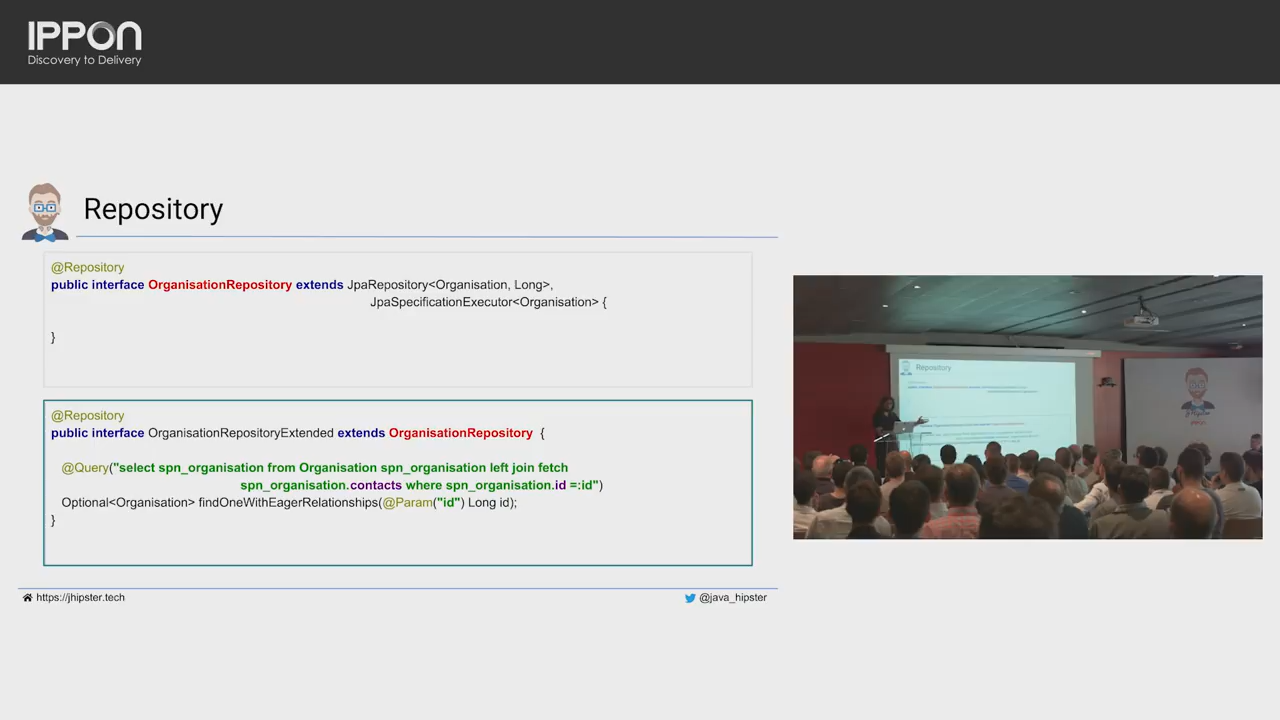 IPPON
Discovery to Delivery
Repository
@Repository
public interface OrganisationRepository extends JpaRepository<Organisation, Long>,
JpaSpecificationExecutor<Organisation> {
}
@Repository
public interface OrganisationRepositoryExtended extends OrganisationRepository {
@Query("select spn_organisation from Organisation spn_organisation left join fetch
spn_organisation.contacts where spn_organisation.id =:id")
Optional<Organisation> findOneWithEagerRelationships(@Param("id") Long id);
}
https://jhipster.tech
@java_hipster
Repository